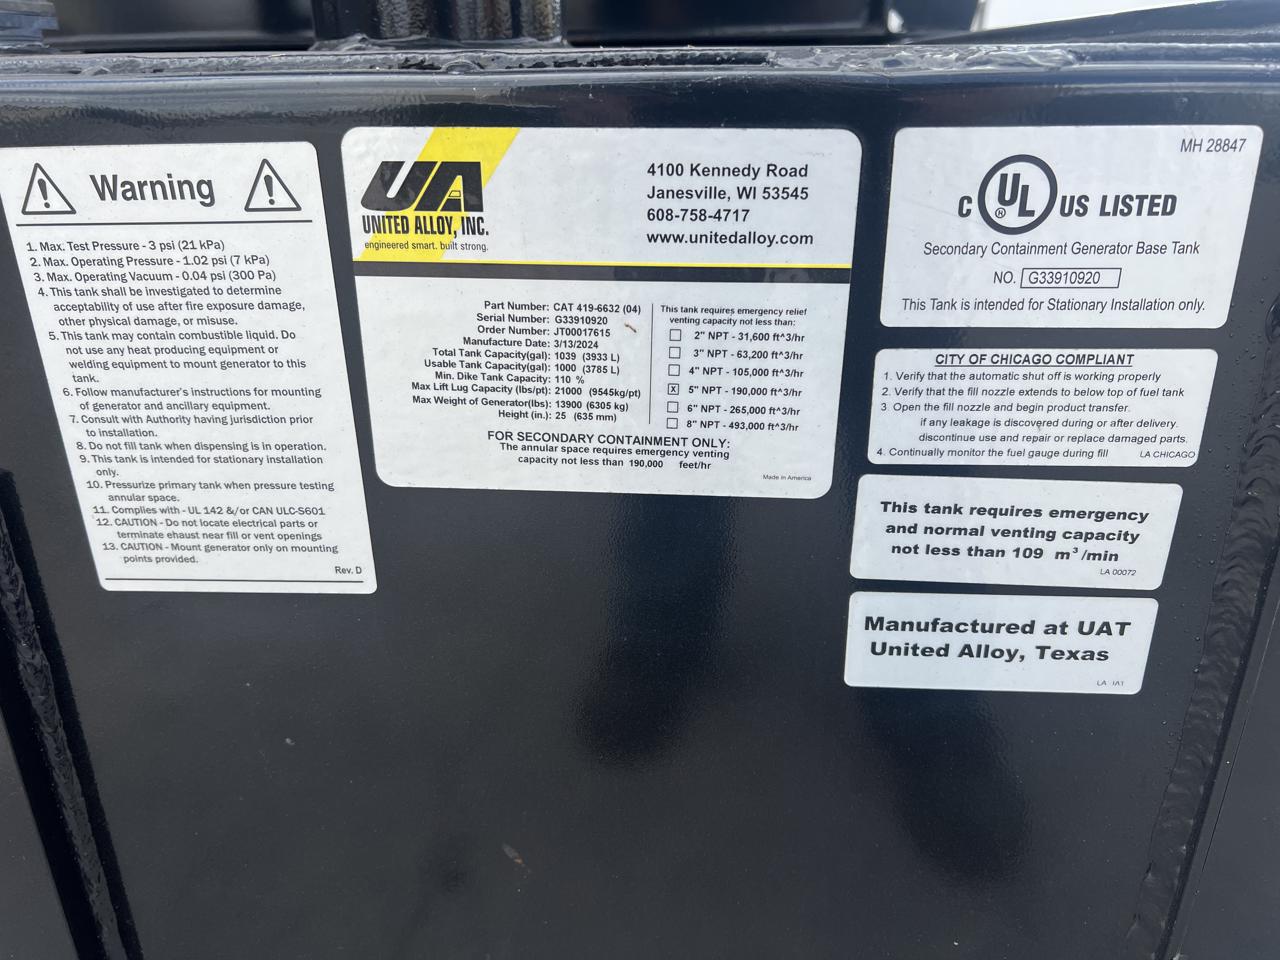 Warning
1. Max. Test Pressure - 3 psi (21 kPa)
2. Max. Operating Pressure - 1.02 psi (7 kPa)
3. Max. Operating Vacuum - 0.04 psi (300 Pa)
4. This tank shall be investigated to determine
acceptability of use after fire exposure damage,
other physical damage, or misuse.
5. This tank may contain combustible liquid. Do
not use any heat producing equipment or
welding equipment to mount generator to this
tank.
6. Follow manufacturer's instructions for mounting
of generator and ancillary equipment.
7. Consult with Authority having jurisdiction prior
to installation.
8. Do not fill tank when dispensing is in operation.
9. This tank is intended for stationary installation
only.
10. Pressurize primary tank when pressure testing
annular space.
11. Complies with - UL 142 &/or CAN ULC-S601
12. CAUTION - Do not locate electrical parts or
terminate ehaust near fill or vent openings
13. CAUTION - Mount generator only on mounting
points provided.
Rev. D
UA
UNITED ALLOY, INC.
engineered smart. built strong.
4100 Kennedy Road
Janesville, WI 53545
608-758-4717
www.unitedalloy.com
Part Number: CAT 419-6632 (04)
Serial Number: G33910920
Order Number: JT00017615
Manufacture Date: 3/13/2024
Total Tank Capacity(gal): 1039 (3933 L)
Usable Tank Capacity(gal): 1000 (3785 L)
Min. Dike Tank Capacity: 110 %
Max Lift Lug Capacity (lbs/pt): 21000 (9545kg/pt)
Max Weight of Generator(lbs): 13900 (6305 kg)
Height (in.): 25 (635 mm)
This tank requires emergency relief
venting capacity not less than:
2" NPT - 31,600 ft^3/hr
3" NPT - 63,200 ft^3/hr
4" NPT - 105,000 ft^3/hr
X 5" NPT - 190,000 ft^3/hr
6" NPT - 265,000 ft^3/hr
8" NPT - 493,000 ft^3/hr
FOR SECONDARY CONTAINMENT ONLY:
The annular space requires emergency venting
capacity not less than 190,000 feet/hr
Made in America
MH 28847
C UL ® US LISTED
Secondary Containment Generator Base Tank
NO. G33910920
This Tank is intended for Stationary Installation only.
CITY OF CHICAGO COMPLIANT
1. Verify that the automatic shut off is working properly
2. Verify that the fill nozzle extends to below top of fuel tank
3 Open the fill nozzle and begin product transfer.
if any leakage is discovered during or after delivery.
discontinue use and repair or replace damaged parts.
4. Continually monitor the fuel gauge during fill
LA CHICAGO
This tank requires emergency
and normal venting capacity
not less than 109 m³/min
LA 00072
Manufactured at UAT
United Alloy, Texas
LA